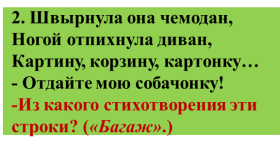 2. Швырнула она чемодан,
Ногой отпихнула диван,
Картину, корзину, картонку…
- Отдайте мою собачонку!
-Из какого стихотворения эти
строки? («Багаж».)